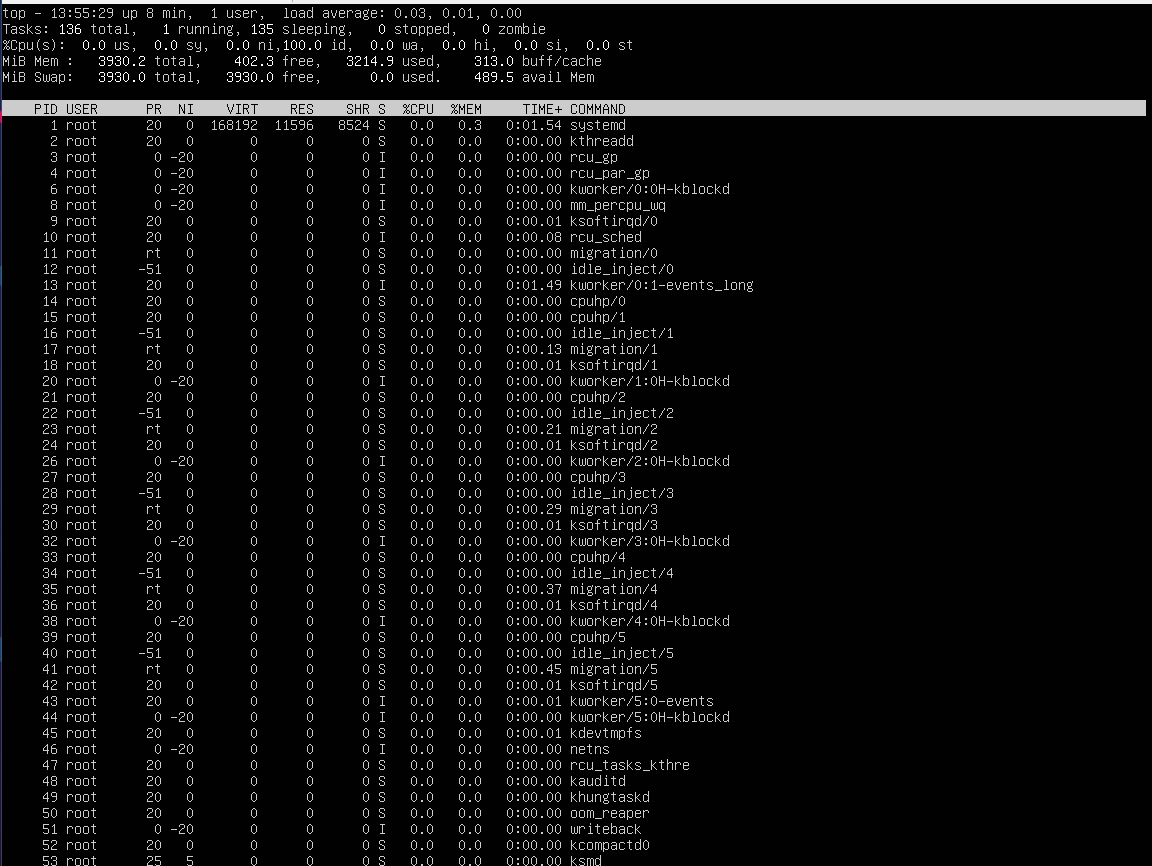 top - 13:55:29 up 8 min,  1 user,  load average: 0.03, 0.01, 0.00
Tasks: 136 total,   1 running, 135 sleeping,   0 stopped,   0 zombie
%Cpu(s):  0.0 us,  0.0 sy,  0.0 ni,100.0 id,  0.0 wa,  0.0 hi,  0.0 si,  0.0 st
MiB Mem :   3930.2 total,    402.3 free,   3214.9 used,    313.0 buff/cache
MiB Swap:   3930.0 total,   3930.0 free,      0.0 used.    489.5 avail Mem
PID USER PR NI VIRT RES SHR S %CPU %MEM TIME+ COMMAND
1 root 20 0 168192 11596 8524 S 0.0 0.3 0:01.54 systemd
2 root 20 0 0 0 0 S 0.0 0.0 0:00.00 kthreadd
3 root 0 -20 0 0 0 I 0.0 0.0 0:00.00 rcu_gp
4 root 0 -20 0 0 0 I 0.0 0.0 0:00.00 rcu_par_gp
6 root 0 -20 0 0 0 I 0.0 0.0 0:00.00 kworker/0:0H-kblockd
8 root 0 -20 0 0 0 I 0.0 0.0 0:00.00 mm_percpu_wq
9 root 20 0 0 0 0 S 0.0 0.0 0:00.01 ksoftirqd/0
10 root 20 0 0 0 0 I 0.0 0.0 0:00.08 rcu_sched
11 root rt 0 0 0 0 S 0.0 0.0 0:00.00 migration/0
12 root -51 0 0 0 0 S 0.0 0.0 0:00.00 idle_inject/0
13 root 20 0 0 0 0 I 0.0 0.0 0:01.49 kworker/0:1-events_long
14 root 20 0 0 0 0 S 0.0 0.0 0:00.00 cpuhp/0
15 root 20 0 0 0 0 S 0.0 0.0 0:00.00 cpuhp/1
16 root -51 0 0 0 0 S 0.0 0.0 0:00.00 idle_inject/1
17 root rt 0 0 0 0 S 0.0 0.0 0:00.13 migration/1
18 root 20 0 0 0 0 S 0.0 0.0 0:00.01 ksoftirqd/1
20 root 0 -20 0 0 0 I 0.0 0.0 0:00.00 kworker/1:0H-kblockd
21 root 20 0 0 0 0 S 0.0 0.0 0:00.00 cpuhp/2
22 root -51 0 0 0 0 S 0.0 0.0 0:00.00 idle_inject/2
23 root rt 0 0 0 0 S 0.0 0.0 0:00.21 migration/2
24 root 20 0 0 0 0 S 0.0 0.0 0:00.01 ksoftirqd/2
26 root 0 -20 0 0 0 I 0.0 0.0 0:00.00 kworker/2:0H-kblockd
27 root 20 0 0 0 0 S 0.0 0.0 0:00.00 cpuhp/3
28 root -51 0 0 0 0 S 0.0 0.0 0:00.00 idle_inject/3
29 root rt 0 0 0 0 S 0.0 0.0 0:00.29 migration/3
30 root 20 0 0 0 0 S 0.0 0.0 0:00.01 ksoftirqd/3
32 root 0 -20 0 0 0 I 0.0 0.0 0:00.00 kworker/3:0H-kblockd
33 root 20 0 0 0 0 S 0.0 0.0 0:00.00 cpuhp/4
34 root -51 0 0 0 0 S 0.0 0.0 0:00.00 idle_inject/4
35 root rt 0 0 0 0 S 0.0 0.0 0:00.37 migration/4
36 root 20 0 0 0 0 S 0.0 0.0 0:00.01 ksoftirqd/4
38 root 0 -20 0 0 0 I 0.0 0.0 0:00.00 kworker/4:0H-kblockd
39 root 20 0 0 0 0 S 0.0 0.0 0:00.00 cpuhp/5
40 root -51 0 0 0 0 S 0.0 0.0 0:00.00 idle_inject/5
41 root rt 0 0 0 0 S 0.0 0.0 0:00.45 migration/5
42 root 20 0 0 0 0 S 0.0 0.0 0:00.01 ksoftirqd/5
43 root 20 0 0 0 0 I 0.0 0.0 0:00.01 kworker/5:0-events
44 root 0 -20 0 0 0 I 0.0 0.0 0:00.00 kworker/5:0H-kblockd
45 root 20 0 0 0 0 S 0.0 0.0 0:00.01 kdevtmpfs
46 root 0 -20 0 0 0 I 0.0 0.0 0:00.00 netns
47 root 20 0 0 0 0 S 0.0 0.0 0:00.00 rcu_tasks_kthre
48 root 20 0 0 0 0 S 0.0 0.0 0:00.00 kauditd
49 root 20 0 0 0 0 S 0.0 0.0 0:00.00 khungtaskd
50 root 20 0 0 0 0 S 0.0 0.0 0:00.00 oom_reaper
51 root 0 -20 0 0 0 I 0.0 0.0 0:00.00 writeback
52 root 20 0 0 0 0 S 0.0 0.0 0:00.00 kcompactd0
53 root 25 5 0 0 0 S 0.0 0.0 0:00.00 ksmd